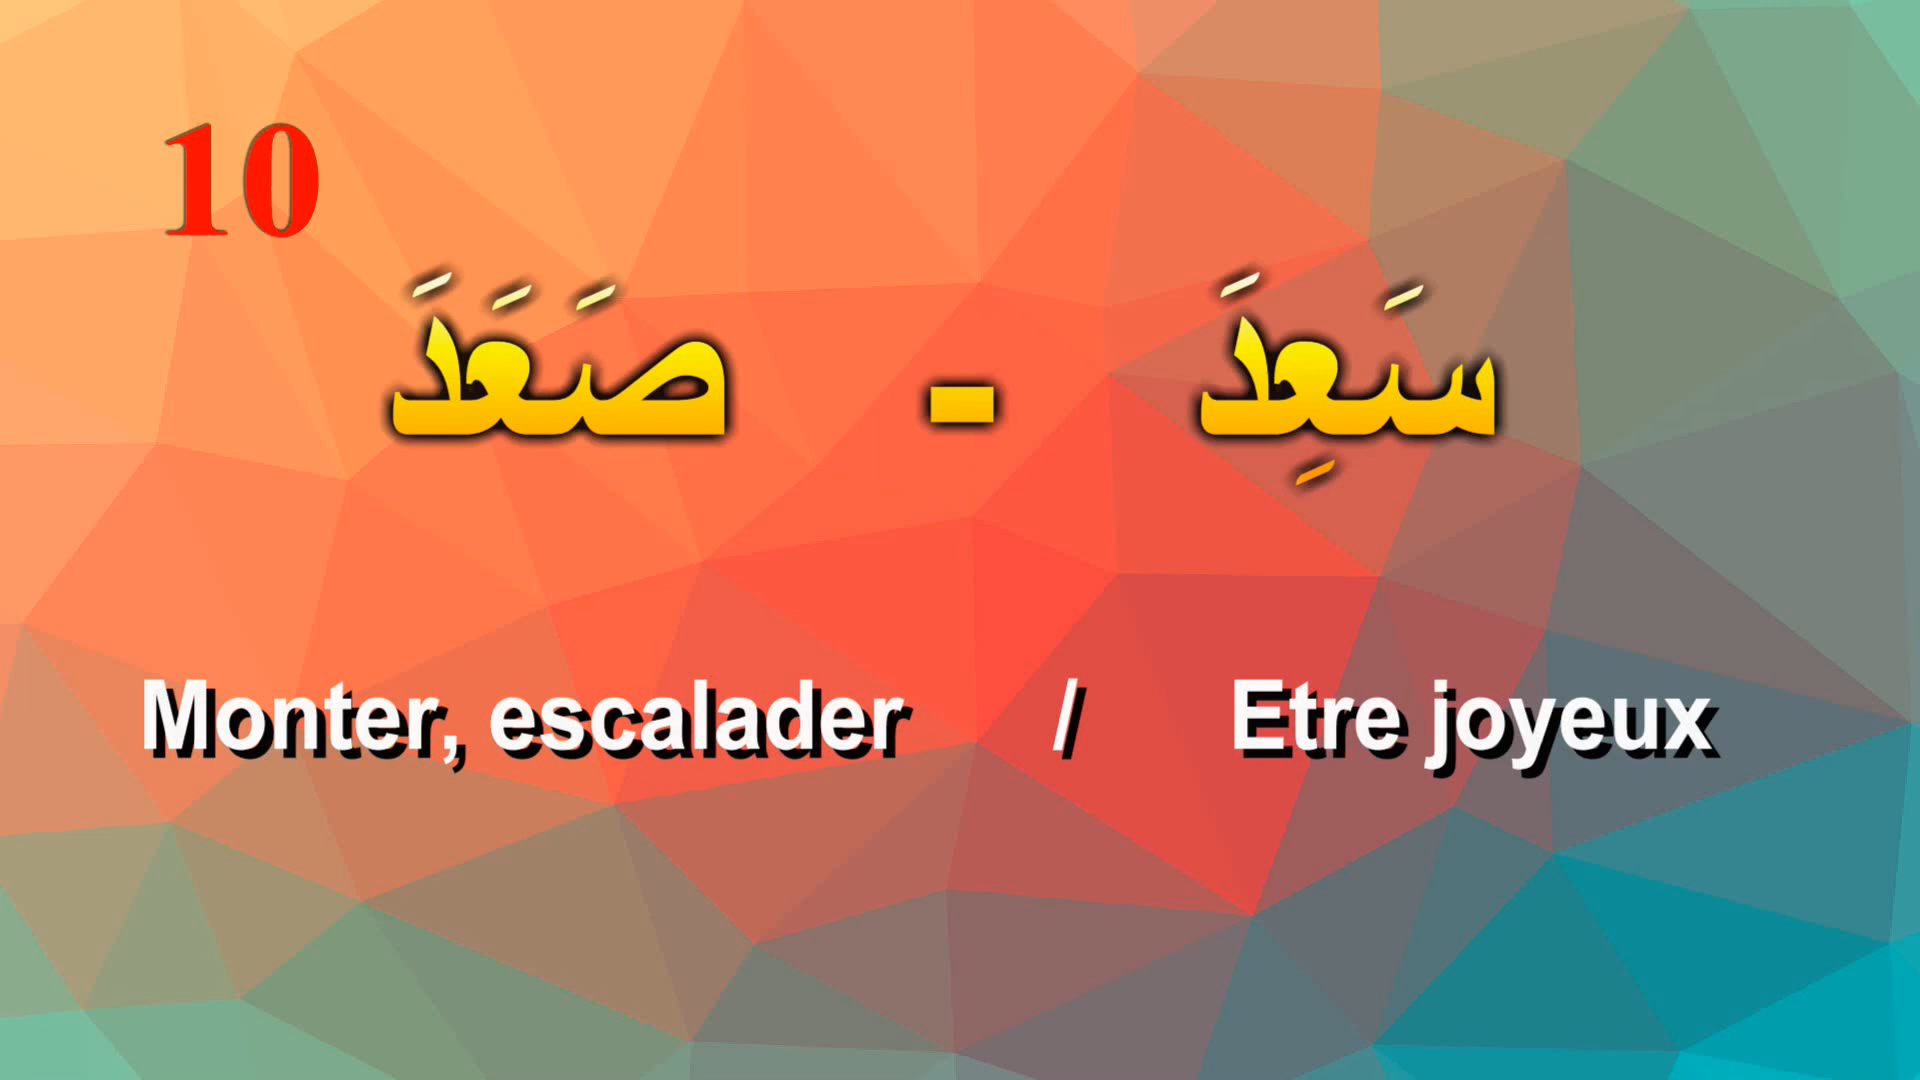 10
سَعِدَ - صَعَدَ
Monter, escalader / Etre joyeux